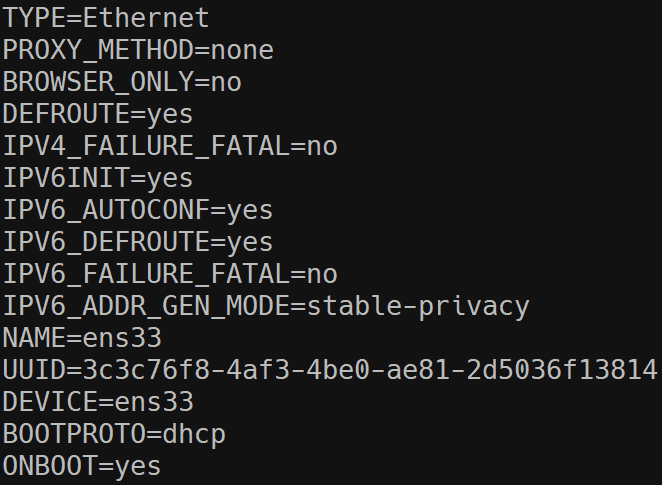 TYPE=Ethernet
PROXY_METHOD=none
BROWSER_ONLY=no
DEFROUTE=yes
IPV4_FAILURE_FATAL=no
IPV6INIT=yes
IPV6_AUTOCONF=yes
IPV6_DEFROUTE=yes
IPV6_FAILURE_FATAL=no
IPV6_ADDR_GEN_MODE=stable-privacy
NAME=ens33
UUID=3c3c76f8-4af3-4be0-ae81-2d5036f13814
DEVICE=ens33
BOOTPROTO=dhcp
ONBOOT=yes